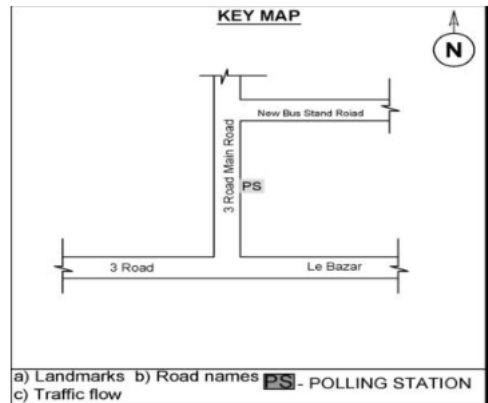 KEY MAP
N
New Bus Stand Roiad
3 Road Main Road
PS
3 Road
Le Bazar
a) Landmarks b) Road names PS - POLLING STATION
c) Traffic flow